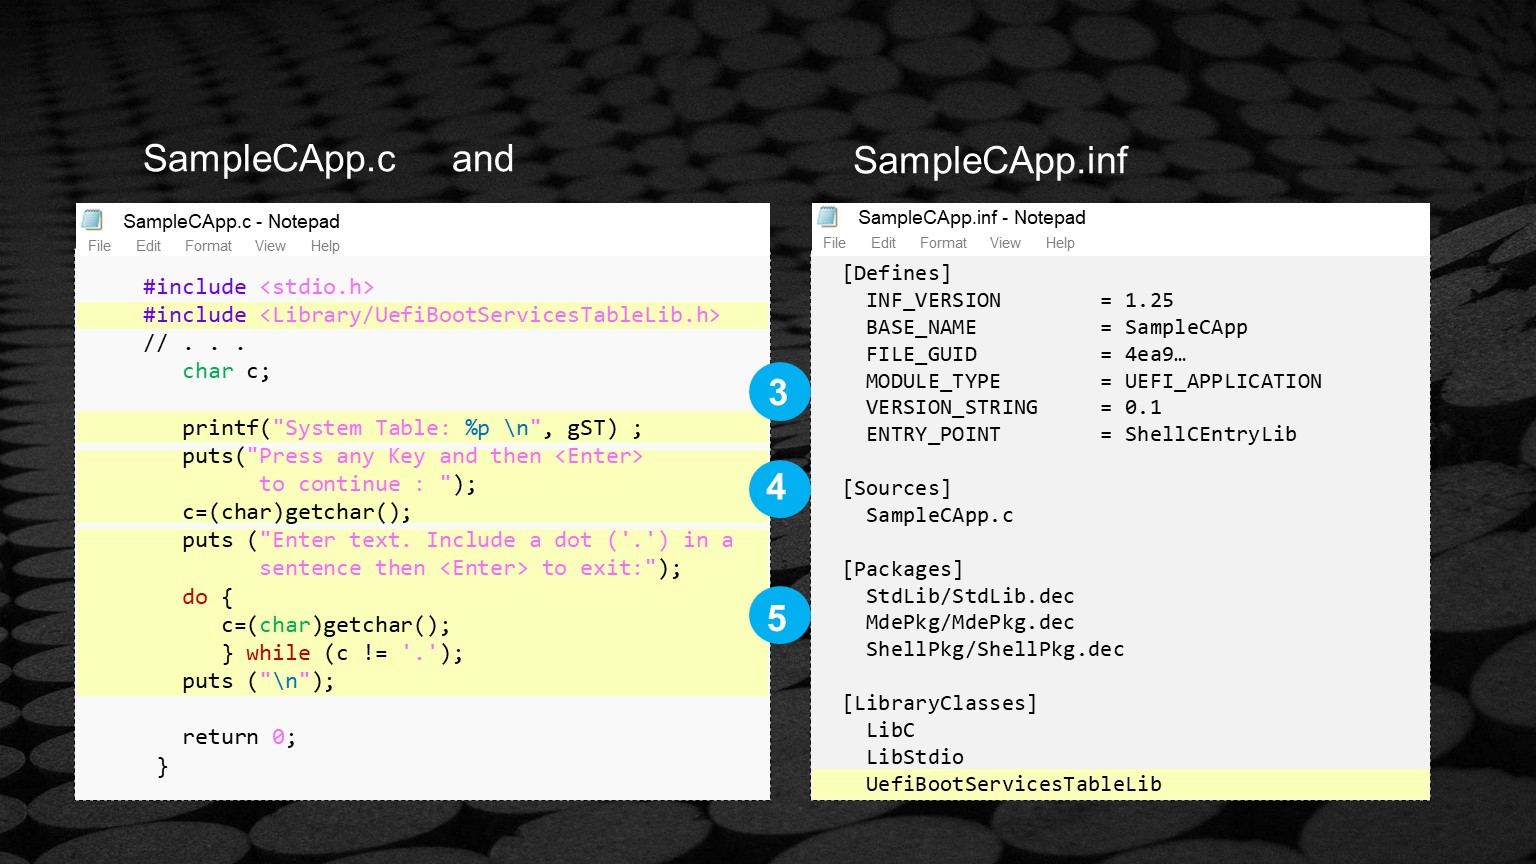 SampleCApp.c and
SampleCApp.inf
SampleCApp.c - Notepad
File Edit Format View Help
#include <stdio.h>
#include <Library/UefiBootServicesTableLib.h>
// . . .
char c;
printf("System Table: %p \n", gST) ;
puts("Press any Key and then <Enter>
to continue : ");
c=(char)getchar();
puts ("Enter text. Include a dot ('.') in a
sentence then <Enter> to exit:");
do {
c=(char)getchar();
} while (c != '.');
puts ("\n");
return 0;
}
3
4
5
SampleCApp.inf - Notepad
File Edit Format View Help
[Defines]
INF_VERSION = 1.25
BASE_NAME = SampleCApp
FILE_GUID = 4ea9…
MODULE_TYPE = UEFI_APPLICATION
VERSION_STRING = 0.1
ENTRY_POINT = ShellCEntryLib
[Sources]
SampleCApp.c
[Packages]
StdLib/StdLib.dec
MdePkg/MdePkg.dec
ShellPkg/ShellPkg.dec
[LibraryClasses]
LibC
LibStdio
UefiBootServicesTableLib